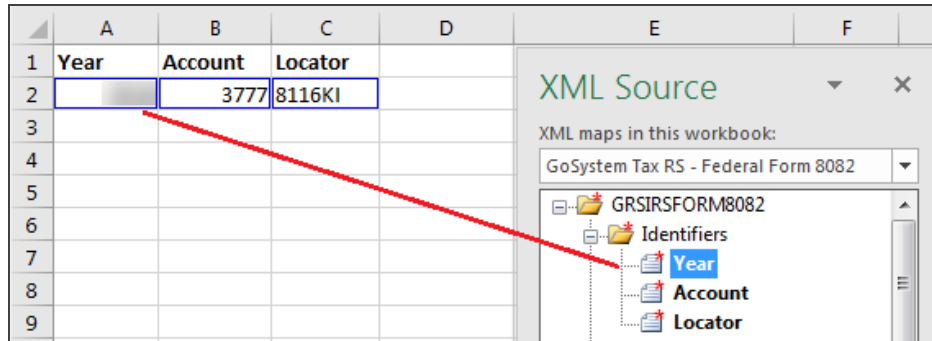 A B C D E F
1 Year Account Locator
2 3777 8116KI
XML Source
3
XML maps in this workbook:
4
GoSystem Tax RS - Federal Form 8082
5
GRSIRSFORM8082
6
Identifiers
7
Year
8
Account
9
Locator